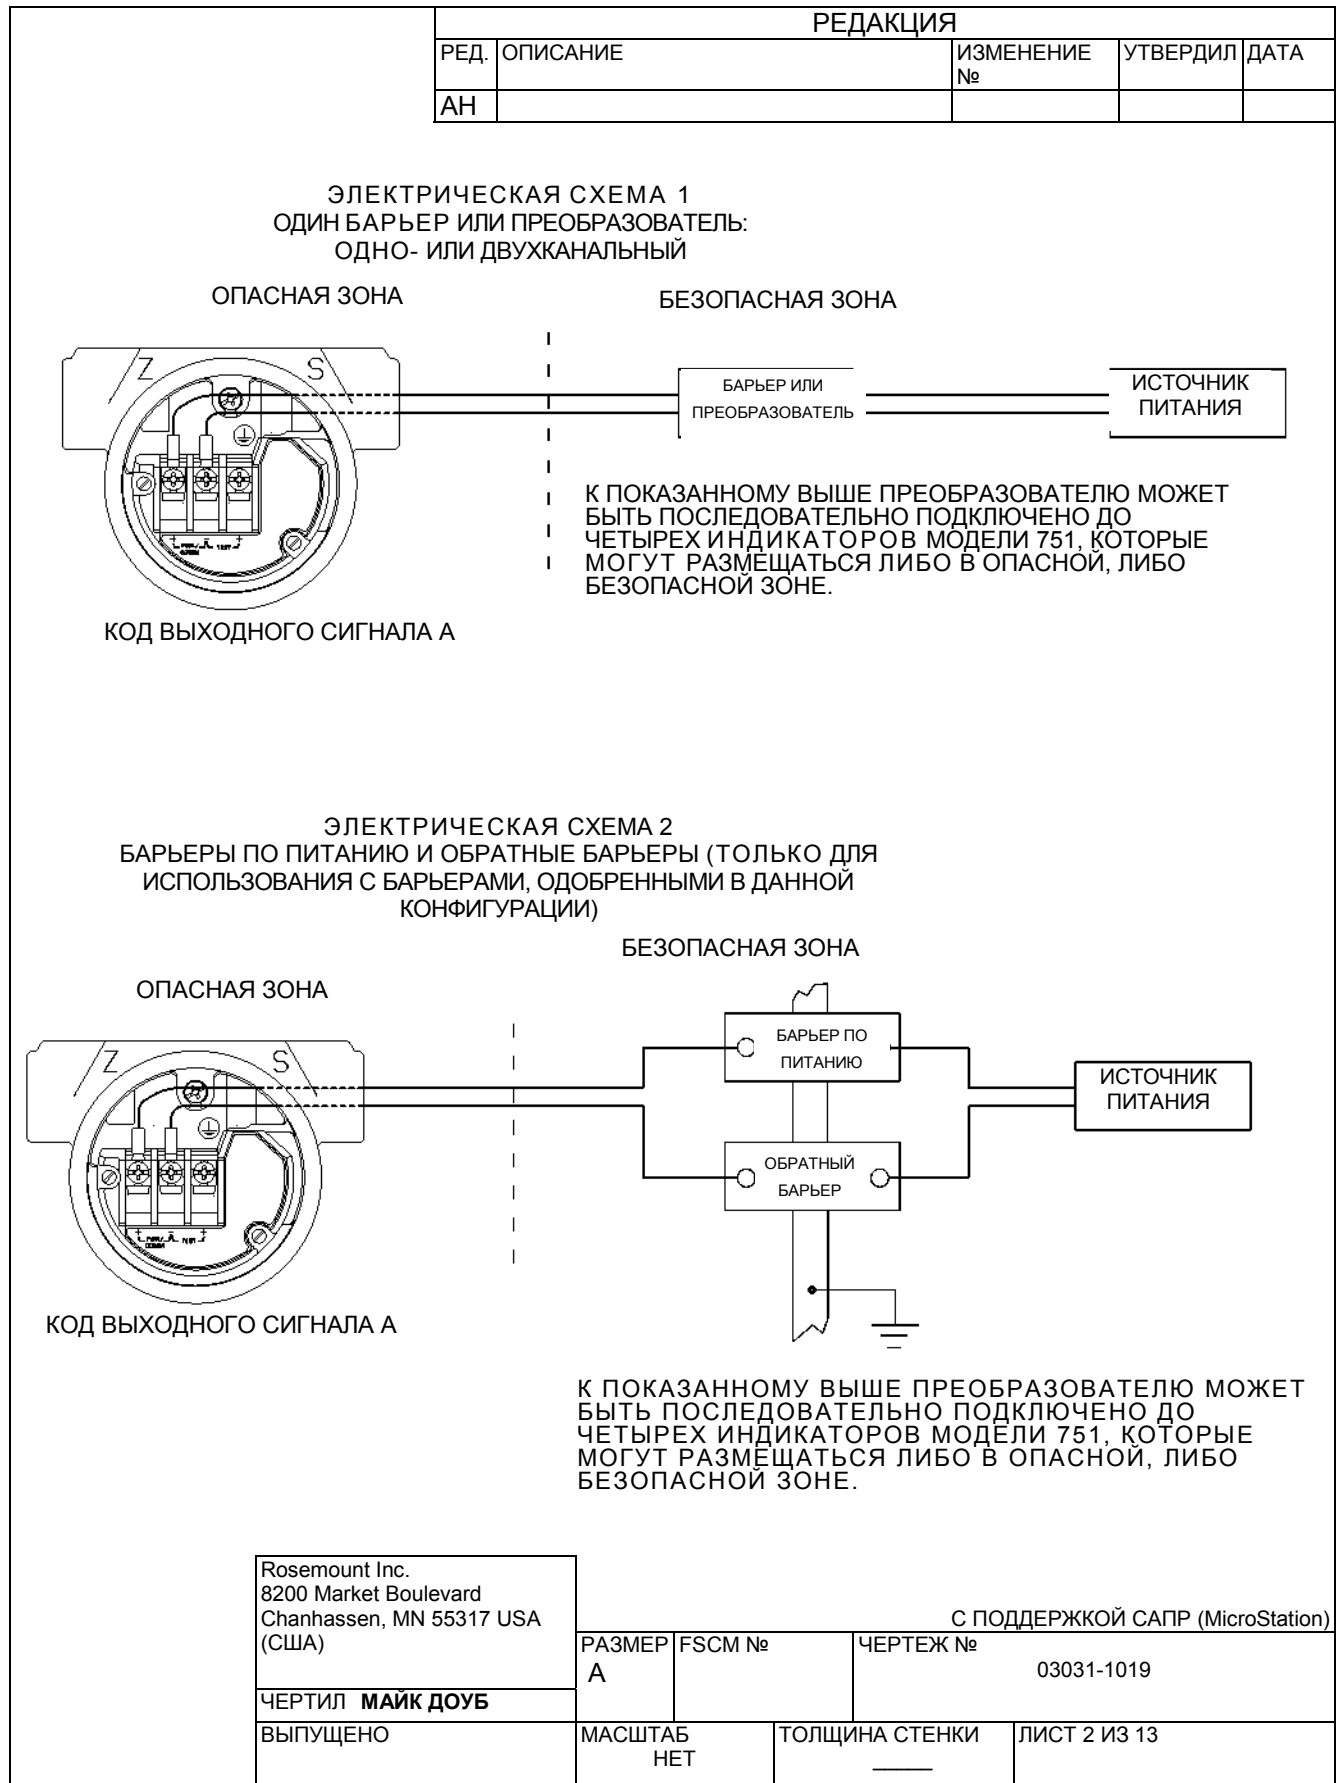 РЕДАКЦИЯ
РЕД. ОПИСАНИЕ ИЗМЕНЕНИЕ № УТВЕРДИЛ ДАТА
АН
ЭЛЕКТРИЧЕСКАЯ СХЕМА 1
ОДИН БАРЬЕР ИЛИ ПРЕОБРАЗОВАТЕЛЬ:
ОДНО- ИЛИ ДВУХКАНАЛЬНЫЙ
ОПАСНАЯ ЗОНА
БЕЗОПАСНАЯ ЗОНА
Z S
БАРЬЕР ИЛИ
ПРЕОБРАЗОВАТЕЛЬ
ИСТОЧНИК
ПИТАНИЯ
К ПОКАЗАННОМУ ВЫШЕ ПРЕОБРАЗОВАТЕЛЮ МОЖЕТ
БЫТЬ ПОСЛЕДОВАТЕЛЬНО ПОДКЛЮЧЕНО ДО
ЧЕТЫРЕХ ИНДИКАТОРОВ МОДЕЛИ 751, КОТОРЫЕ
МОГУТ РАЗМЕЩАТЬСЯ ЛИБО В ОПАСНОЙ, ЛИБО
БЕЗОПАСНОЙ ЗОНЕ.
КОД ВЫХОДНОГО СИГНАЛА А
ЭЛЕКТРИЧЕСКАЯ СХЕМА 2
БАРЬЕРЫ ПО ПИТАНИЮ И ОБРАТНЫЕ БАРЬЕРЫ (ТОЛЬКО ДЛЯ
ИСПОЛЬЗОВАНИЯ С БАРЬЕРАМИ, ОДОБРЕННЫМИ В ДАННОЙ
КОНФИГУРАЦИИ)
БЕЗОПАСНАЯ ЗОНА
ОПАСНАЯ ЗОНА
Z S
БАРЬЕР ПО
ПИТАНИЮ
ИСТОЧНИК
ПИТАНИЯ
ОБРАТНЫЙ
БАРЬЕР
КОД ВЫХОДНОГО СИГНАЛА А
К ПОКАЗАННОМУ ВЫШЕ ПРЕОБРАЗОВАТЕЛЮ МОЖЕТ
БЫТЬ ПОСЛЕДОВАТЕЛЬНО ПОДКЛЮЧЕНО ДО
ЧЕТЫРЕХ ИНДИКАТОРОВ МОДЕЛИ 751, КОТОРЫЕ
МОГУТ РАЗМЕЩАТЬСЯ ЛИБО В ОПАСНОЙ, ЛИБО
БЕЗОПАСНОЙ ЗОНЕ.
Rosemount Inc.
8200 Market Boulevard
Chanhassen, MN 55317 USA
(США)
С ПОДДЕРЖКОЙ САПР (MicroStation)
РАЗМЕР FSCM № ЧЕРТЕЖ №
А 03031-1019
ЧЕРТИЛ МАЙК ДОУБ
ВЫПУЩЕНО МАСШТАБ ТОЛЩИНА СТЕНКИ ЛИСТ 2 ИЗ 13
НЕТ _____